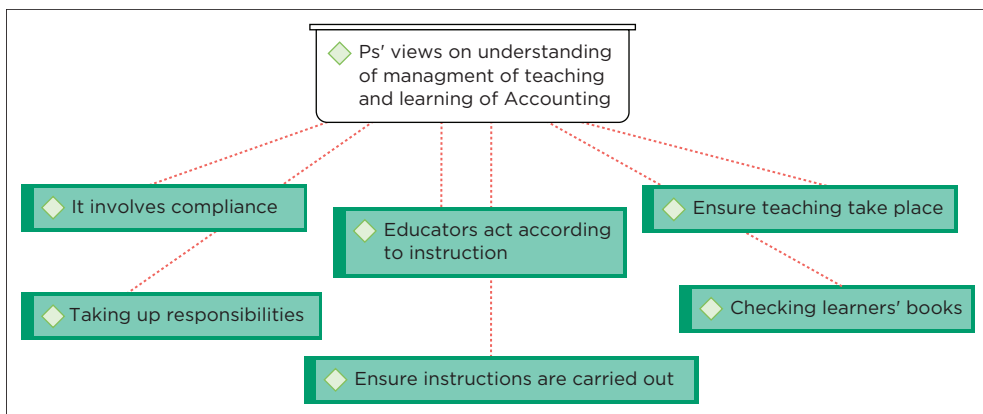 Ps' views on understanding
of managment of teaching
and learning of Accounting
It involves compliance
Educators act according
to instruction
Ensure teaching take place
Taking up responsibilities
Checking learners' books
Ensure instructions are carried out